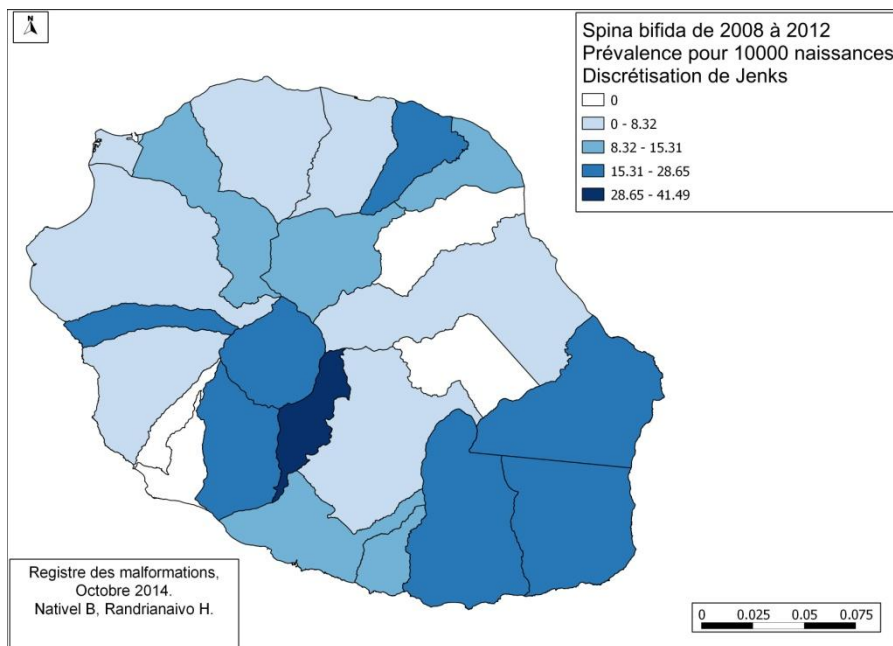 N
Spina bifida de 2008 à 2012
Prévalence pour 10000 naissances
Discrétisation de Jenks
0
0 - 8.32
8.32 - 15.31
15.31 - 28.65
28.65 - 41.49
Registre des malformations,
Octobre 2014.
Nativel B, Randrianaivo H.
0 0.025 0.05 0.075